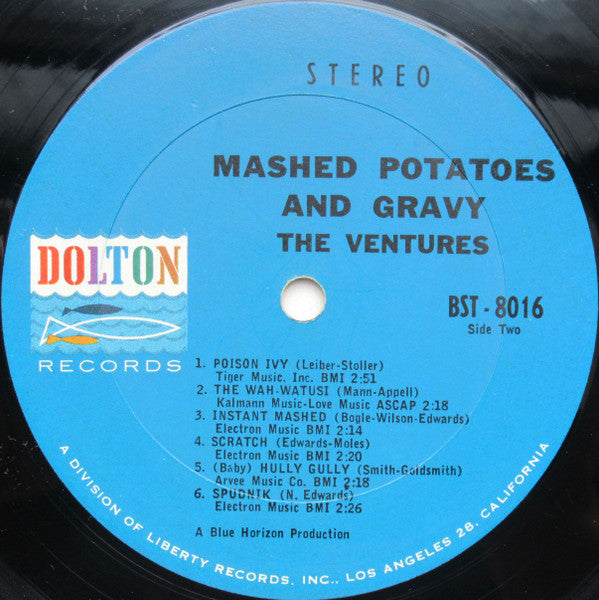 STEREO
MASHED POTATOES
AND GRAVY
THE VENTURES
DOLTON
RECORDS
BST - 8016
Side Two
1. POISON IVY (Leiber-Stoller)
Tiger Music. Inc. BMI 2:51
2. THE WAH-WATUSI (Mann-Appell)
Kalmann Music-Love Music ASCAP 2:18
3. INSTANT MASHED (Bogle-Wilson-Edwards)
Electron Music BMI 2:14
4. SCRATCH (Edwards-Moles)
Electron Music BMI 2:20
5. (Baby) HULLY GULLY (Smith-Goldsmith)
Arvee Music Co. BMI 2:18
6. SPUDNIK (N. Edwards)
Electron Music BMI 2:26
A Blue Horizon Production
A DIVISION OF LIBERTY RECORDS, INC., LOS ANGELES 28, CALIFORNIA